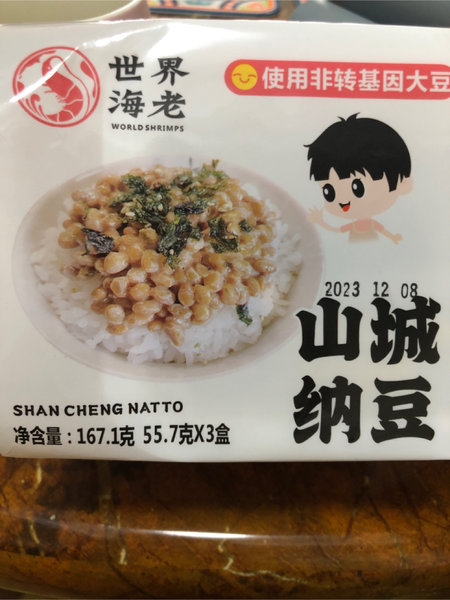 世界
海老
WORLD SHRIMPS
使用非转基因大豆
2023 12 08
山城
纳豆
SHAN CHENG NATTO
净含量：167.1克 55.7克X3盒